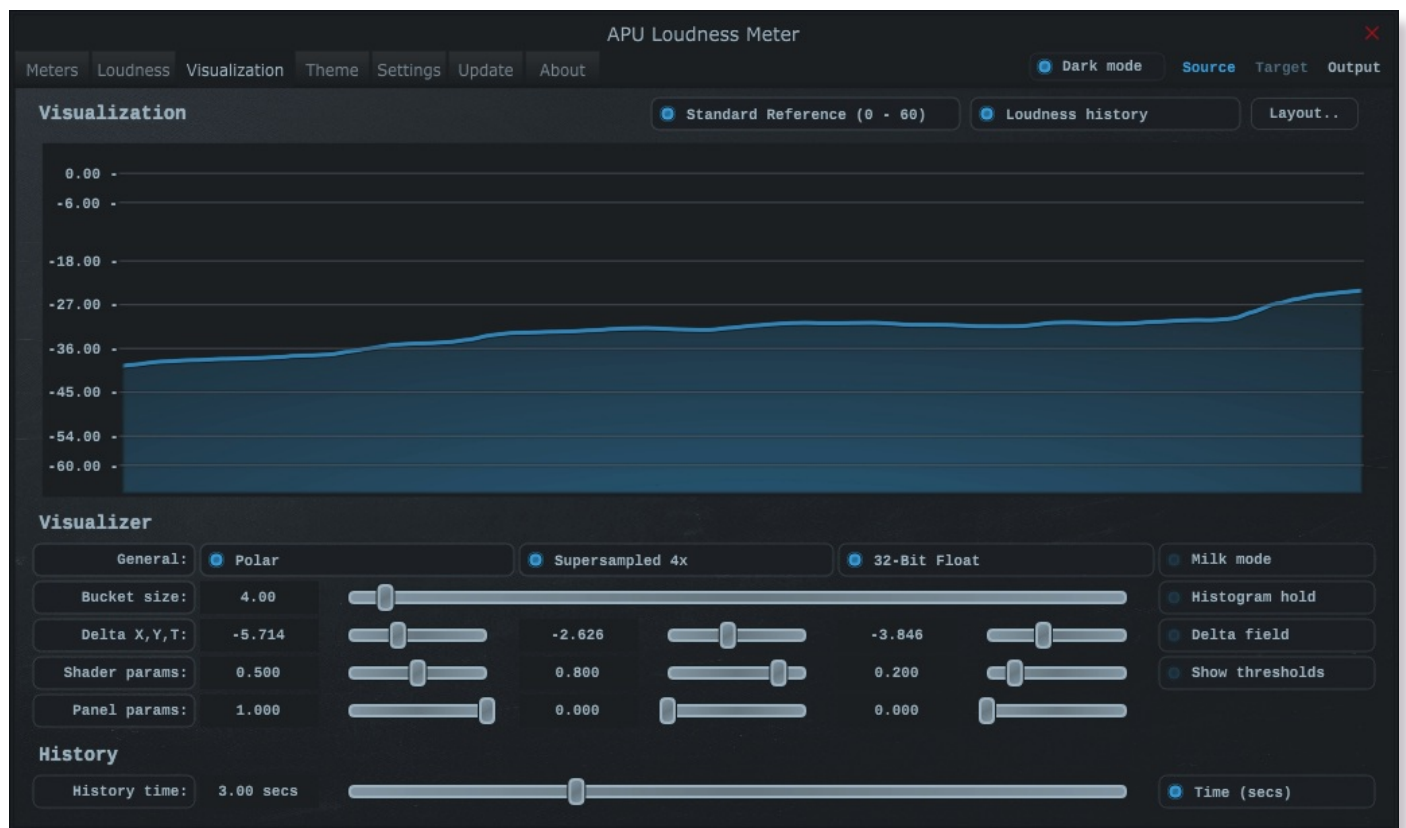 APU Loudness Meter
Meters Loudness Visualization Theme Settings Update About Dark mode Source Target Output
Visualization Standard Reference (0 - 60) Loudness history Layout..
0.00 -
-6.00 -
-18.00 -
-27.00 -
-36.00 -
-45.00 -
-54.00 -
-60.00 -
Visualizer
General: Polar Supersampled 4x 32-Bit Float Milk mode
Bucket size: 4.00 Histogram hold
Delta X,Y,T: -5.714 -2.626 -3.846 Delta field
Shader params: 0.500 0.800 0.200 Show thresholds
Panel params: 1.000 0.000 0.000
History
History time: 3.00 secs Time (secs)